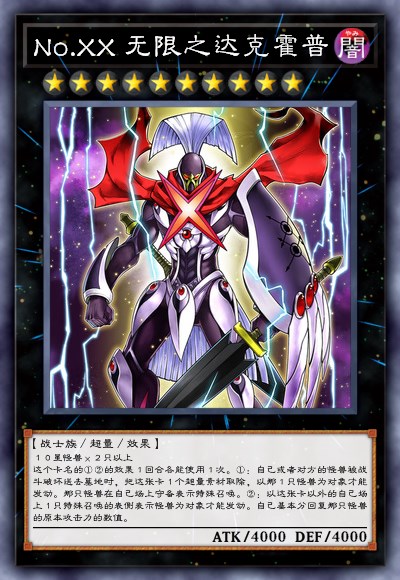 No.XX 无限之达克霍普
やみ
闇
【战士族／超量／效果】
１０星怪兽×２只以上
这个卡名的①②的效果１回合各能使用１次。①：自己或者对方的怪兽被战
斗破坏送去墓地时，把这张卡１个超量素材取除，以那１只怪兽为对象才能
发动。那只怪兽在自己场上守备表示特殊召唤。②：以这张卡以外的自己场
上１只特殊召唤的表侧表示怪兽为对象才能发动。自己基本分回复那只怪兽
的原本攻击力的数值。
ATK/4000 DEF/4000